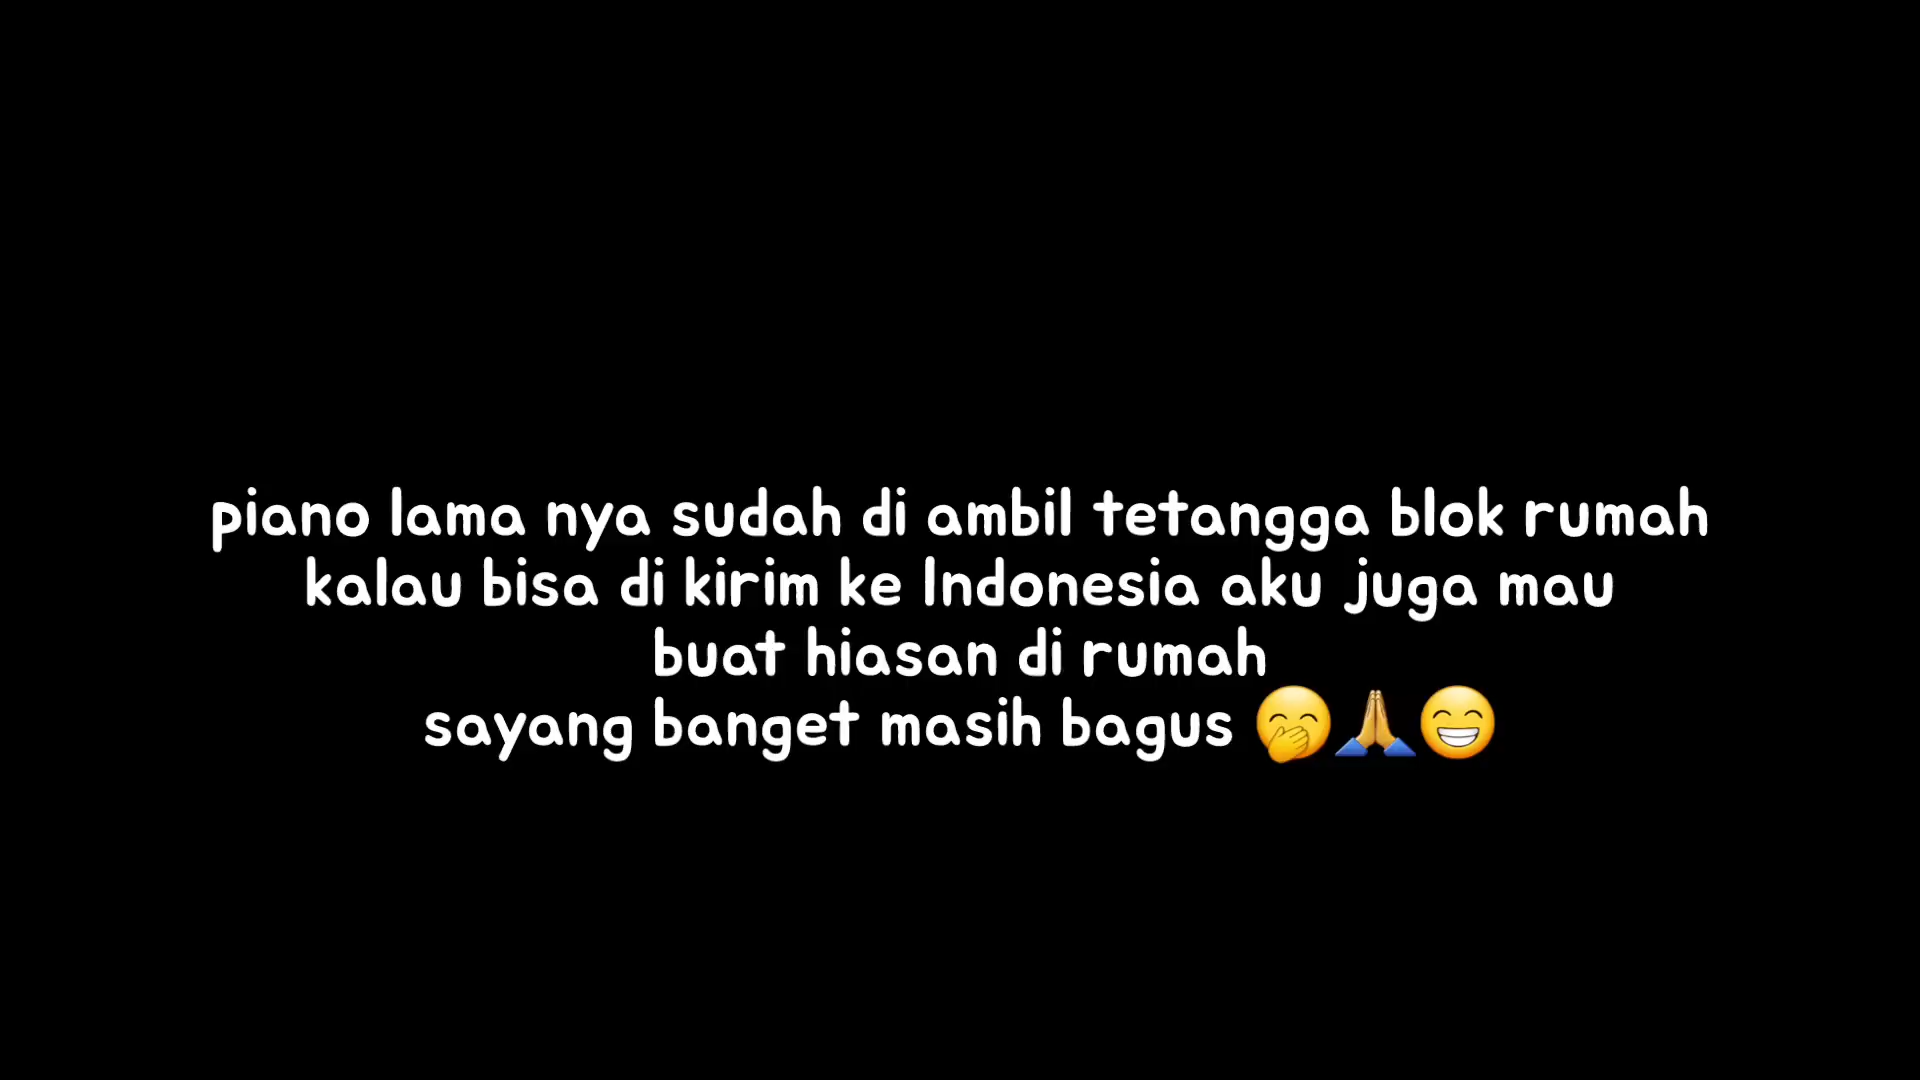 piano lama nya sudah di ambil tetangga blok rumah
kalau bisa di kirim ke Indonesia aku juga mau
buat hiasan di rumah
sayang banget masih bagus 🤭🙏😁